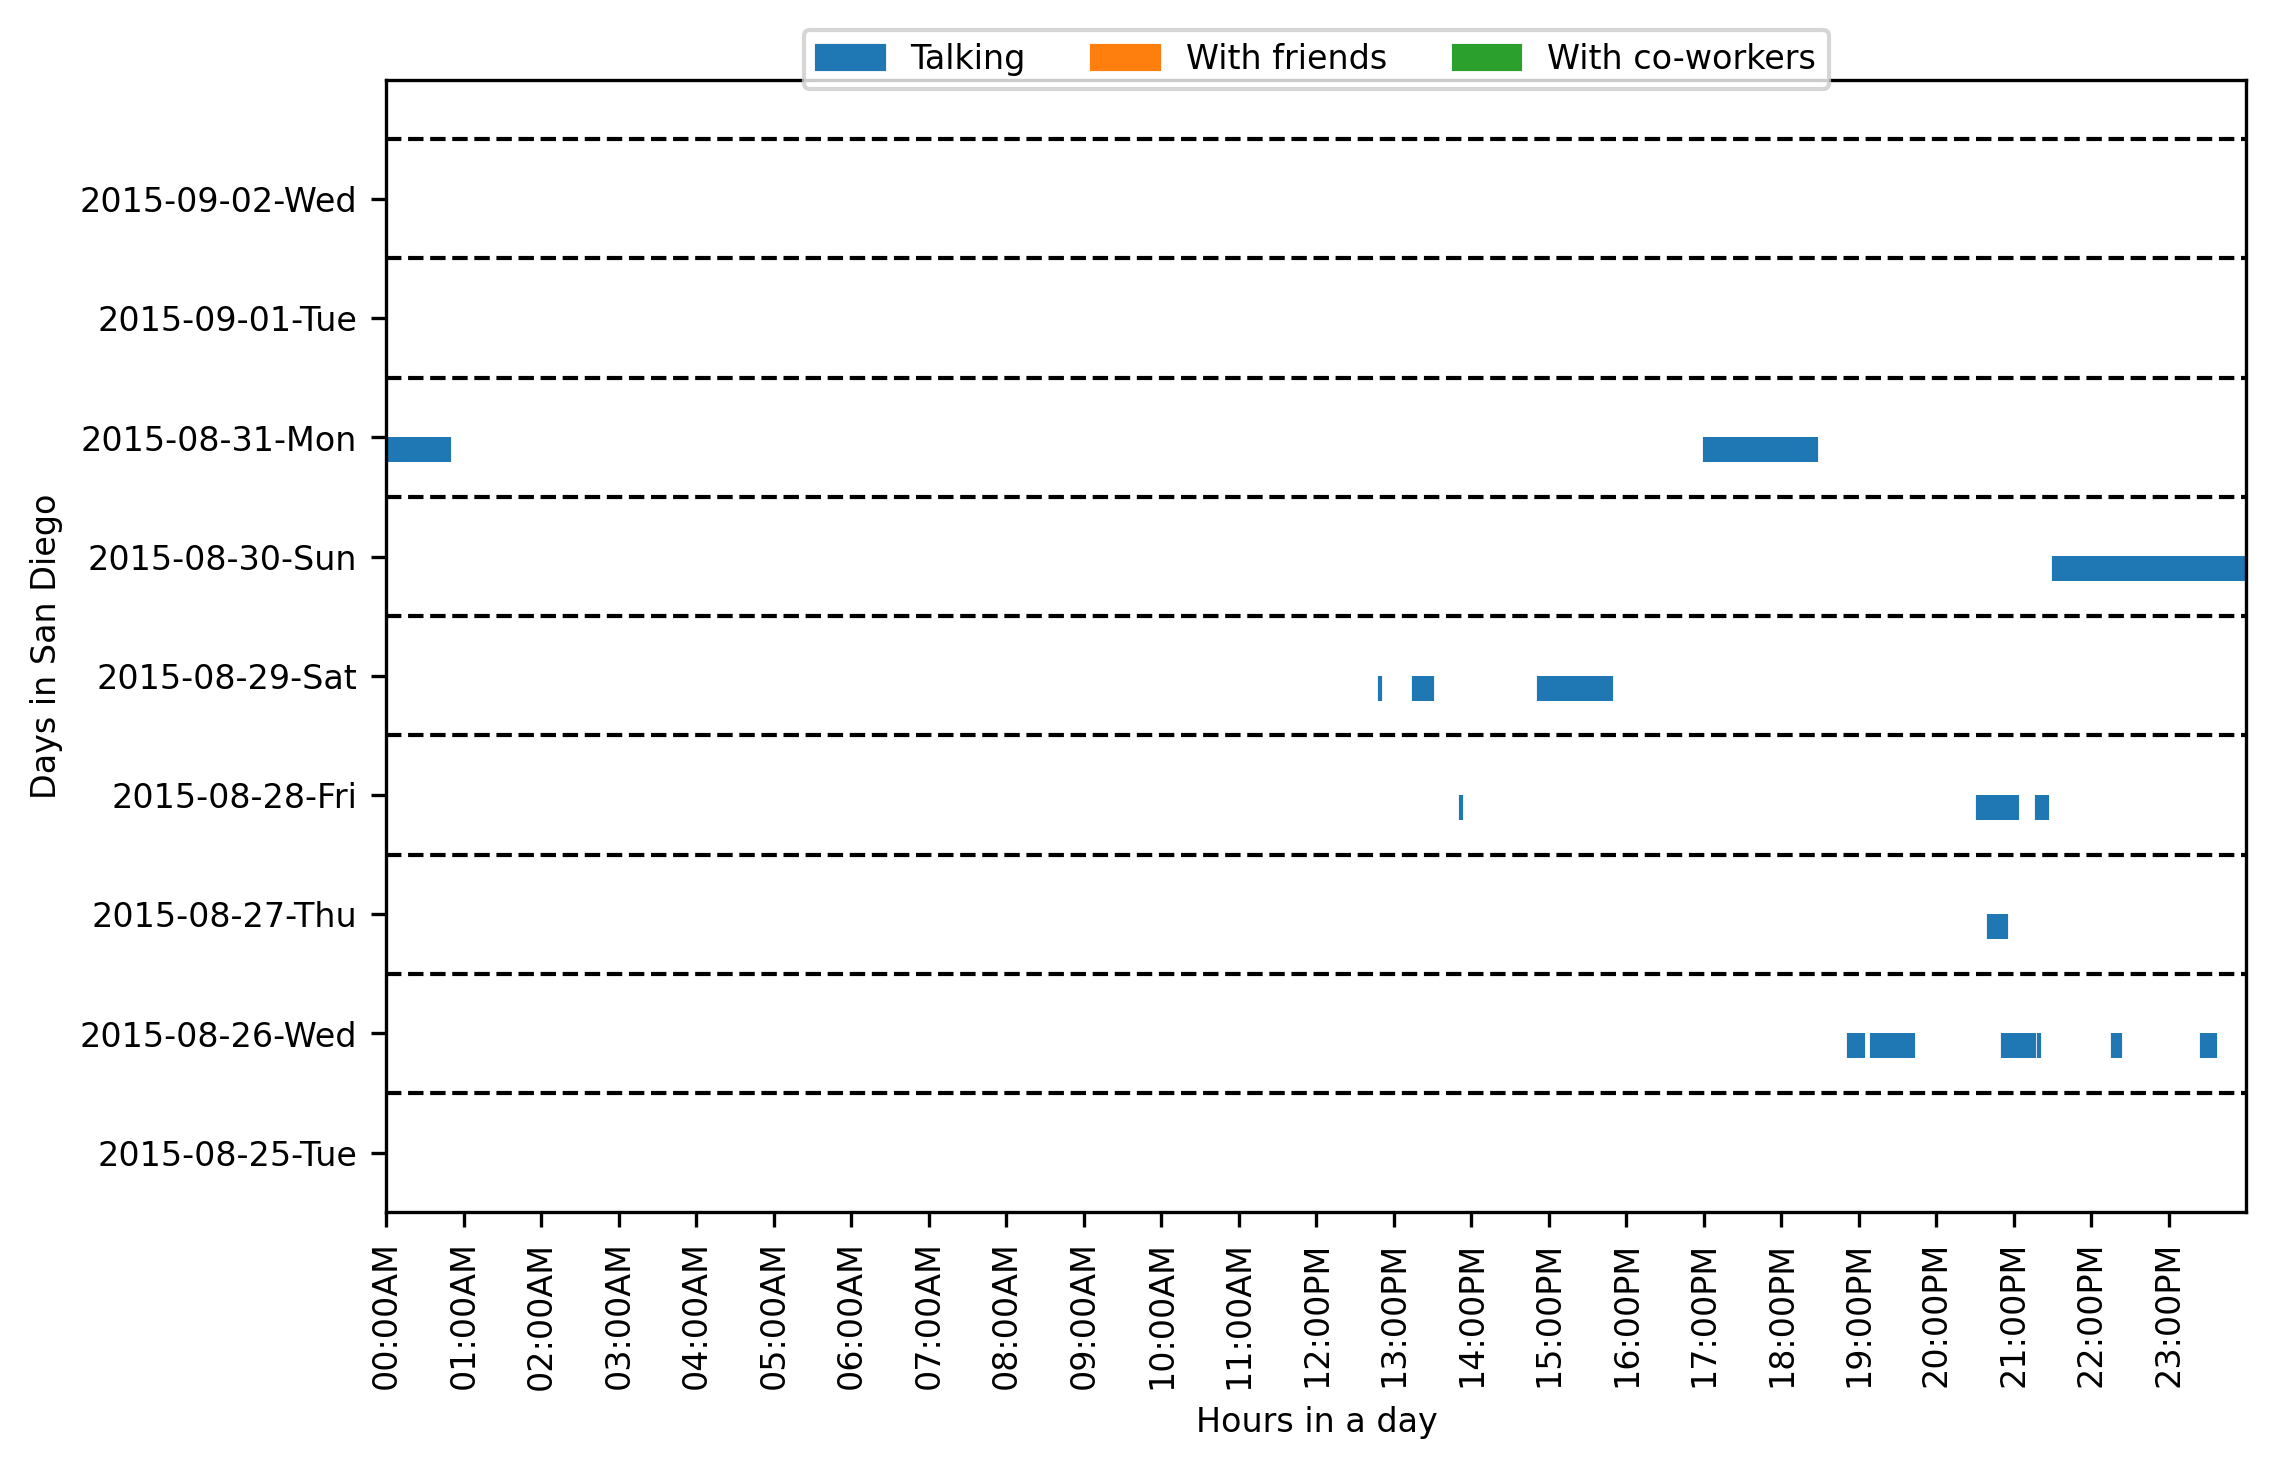 Talking With friends With co-workers
2015-09-02-Wed
2015-09-01-Tue
2015-08-31-Mon
2015-08-30-Sun
2015-08-29-Sat
2015-08-28-Fri
2015-08-27-Thu
2015-08-26-Wed
2015-08-25-Tue
Days in San Diego
00:00AM
01:00AM
02:00AM
03:00AM
04:00AM
05:00AM
06:00AM
07:00AM
08:00AM
09:00AM
10:00AM
11:00AM
12:00PM
13:00PM
14:00PM
15:00PM
16:00PM
17:00PM
18:00PM
19:00PM
20:00PM
21:00PM
22:00PM
23:00PM
Hours in a day